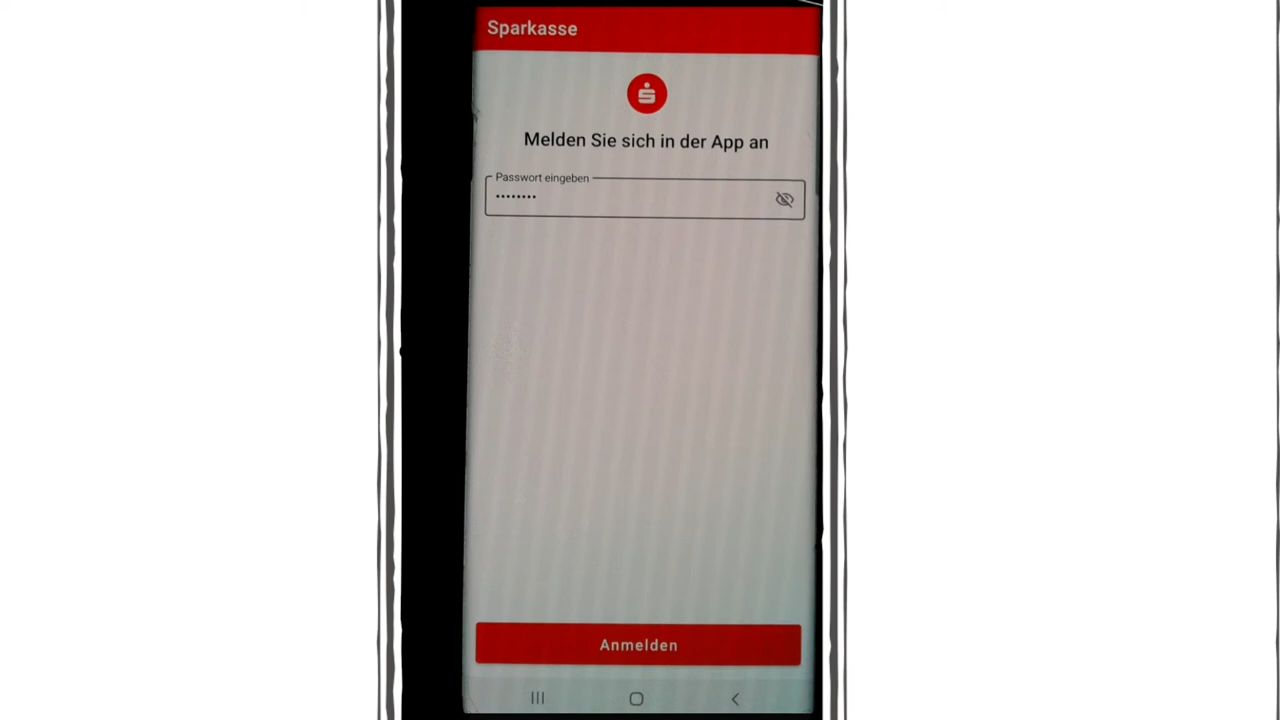 Sparkasse
Melden Sie sich in der App an
Passwort eingeben
••••••••
Anmelden